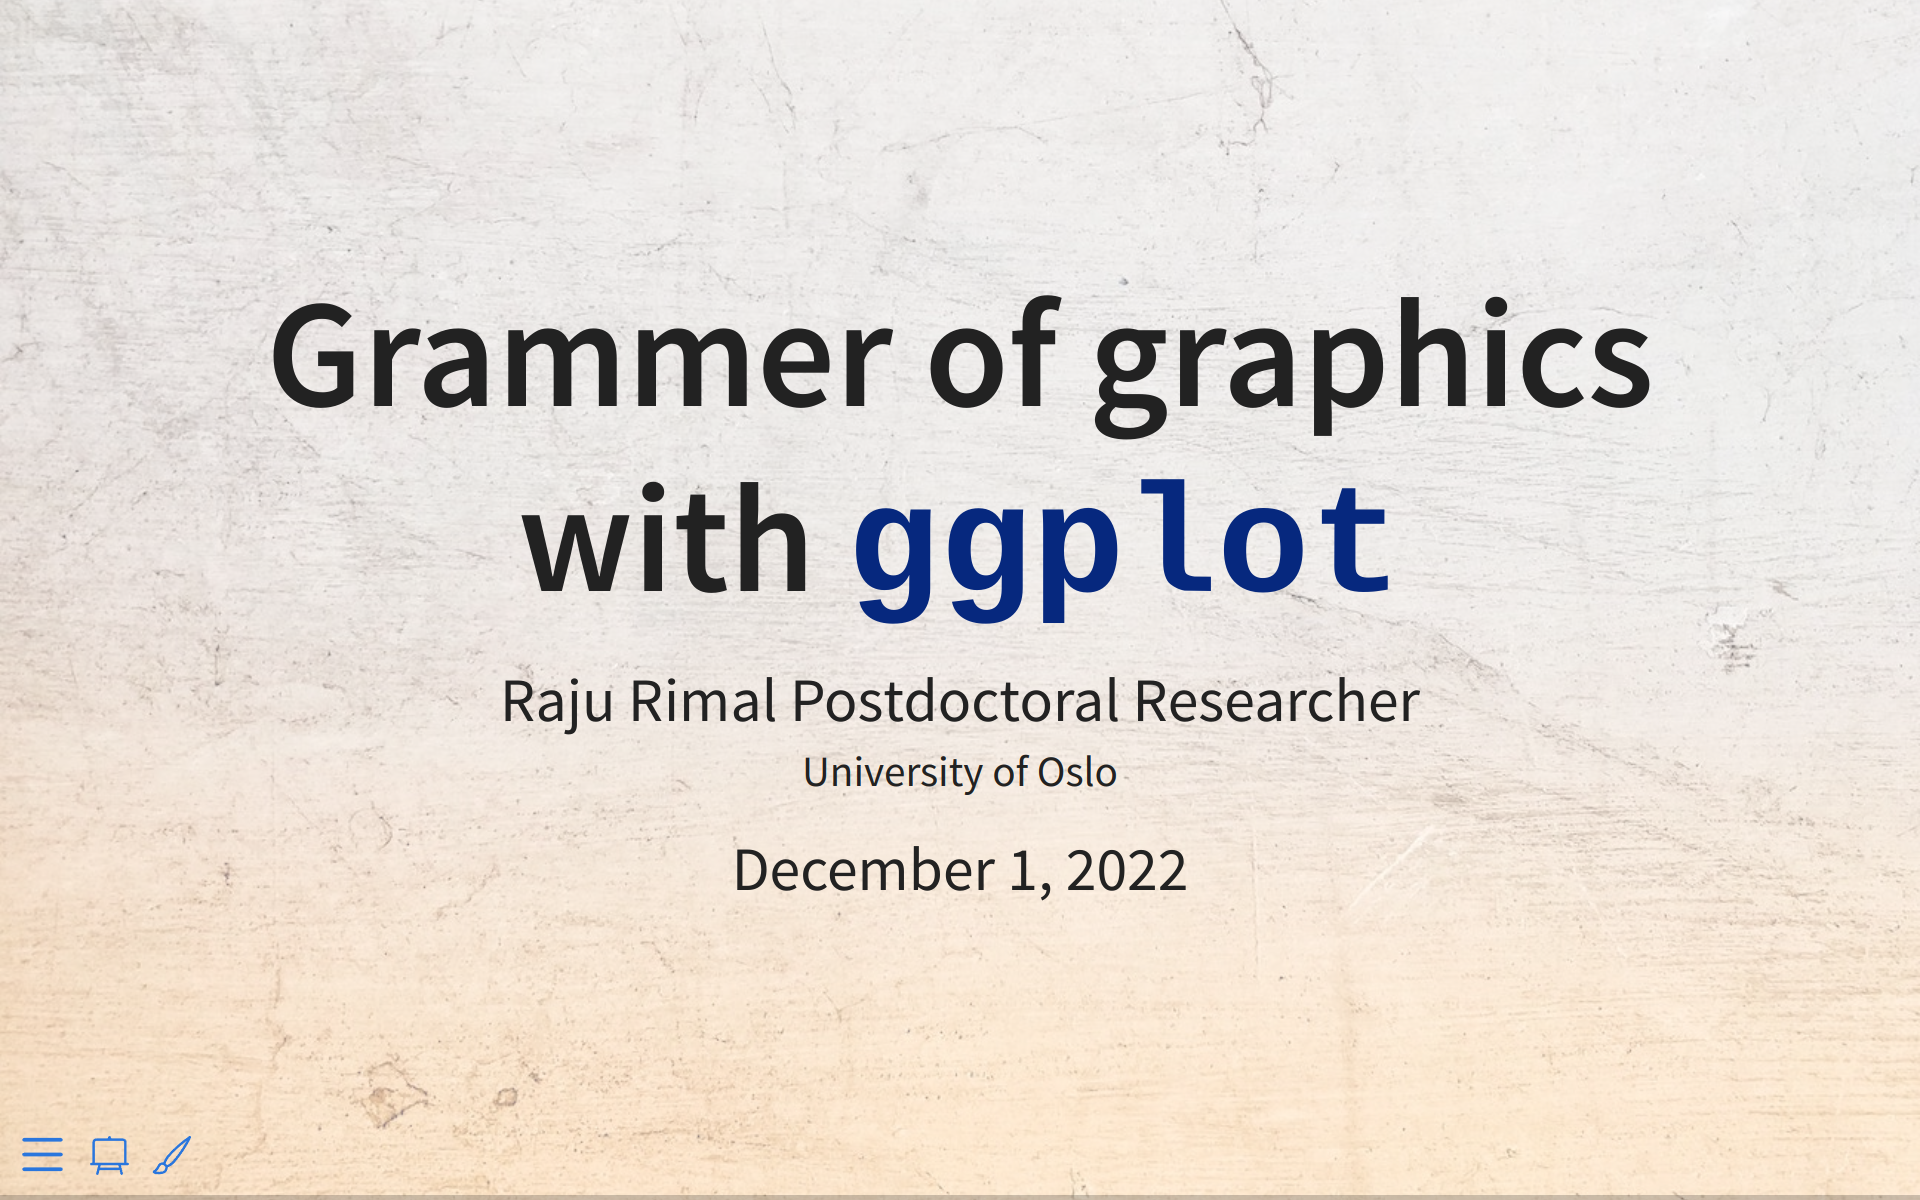 Grammer of graphics
with ggplot
Raju Rimal Postdoctoral Researcher
University of Oslo
December 1, 2022